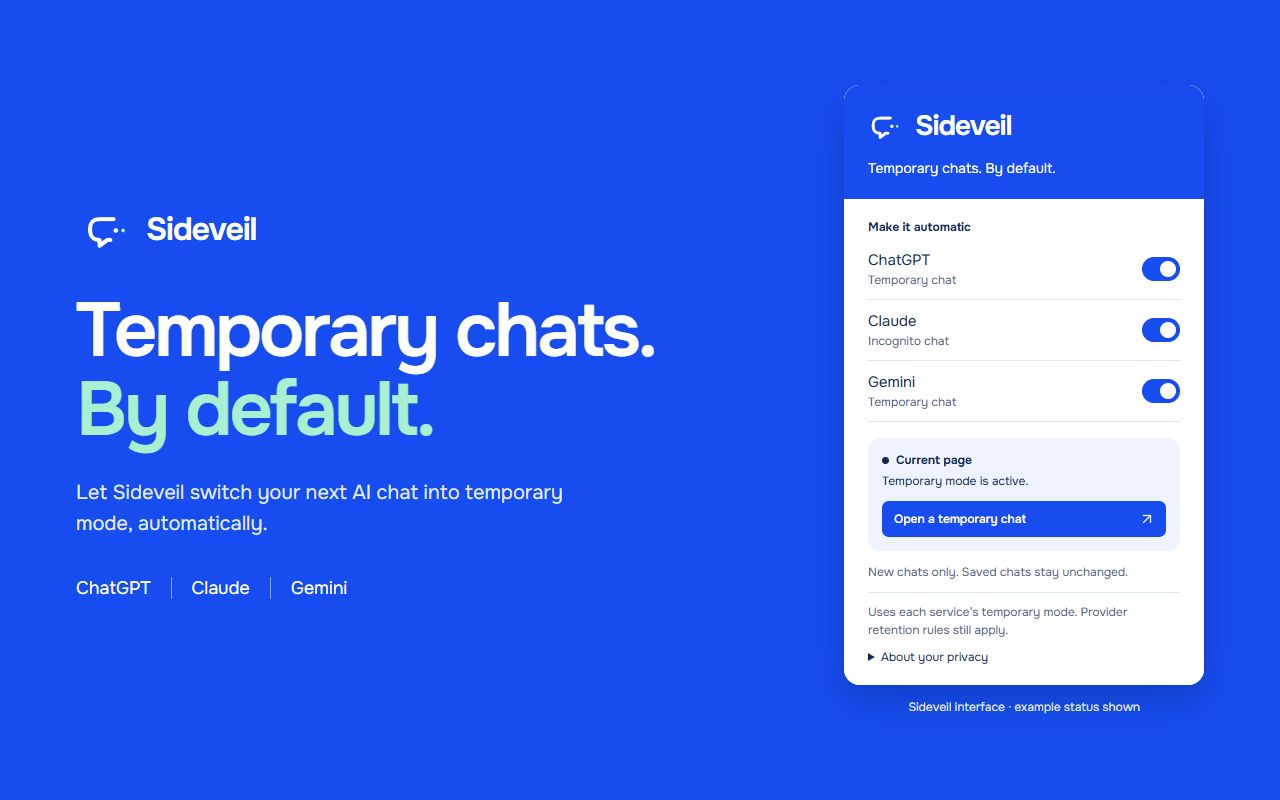 Sideveil
Temporary chats.
By default.
Let Sideveil switch your next AI chat into temporary
mode, automatically.
ChatGPT
Claude
Gemini
Sideveil
Temporary chats. By default.
Make it automatic
ChatGPT
Temporary chat
Claude
Incognito chat
Gemini
Temporary chat
Current page
Temporary mode is active.
Open a temporary chat
New chats only. Saved chats stay unchanged.
Uses each service's temporary mode. Provider
retention rules still apply.
About your privacy
Sideveil interface · example status shown